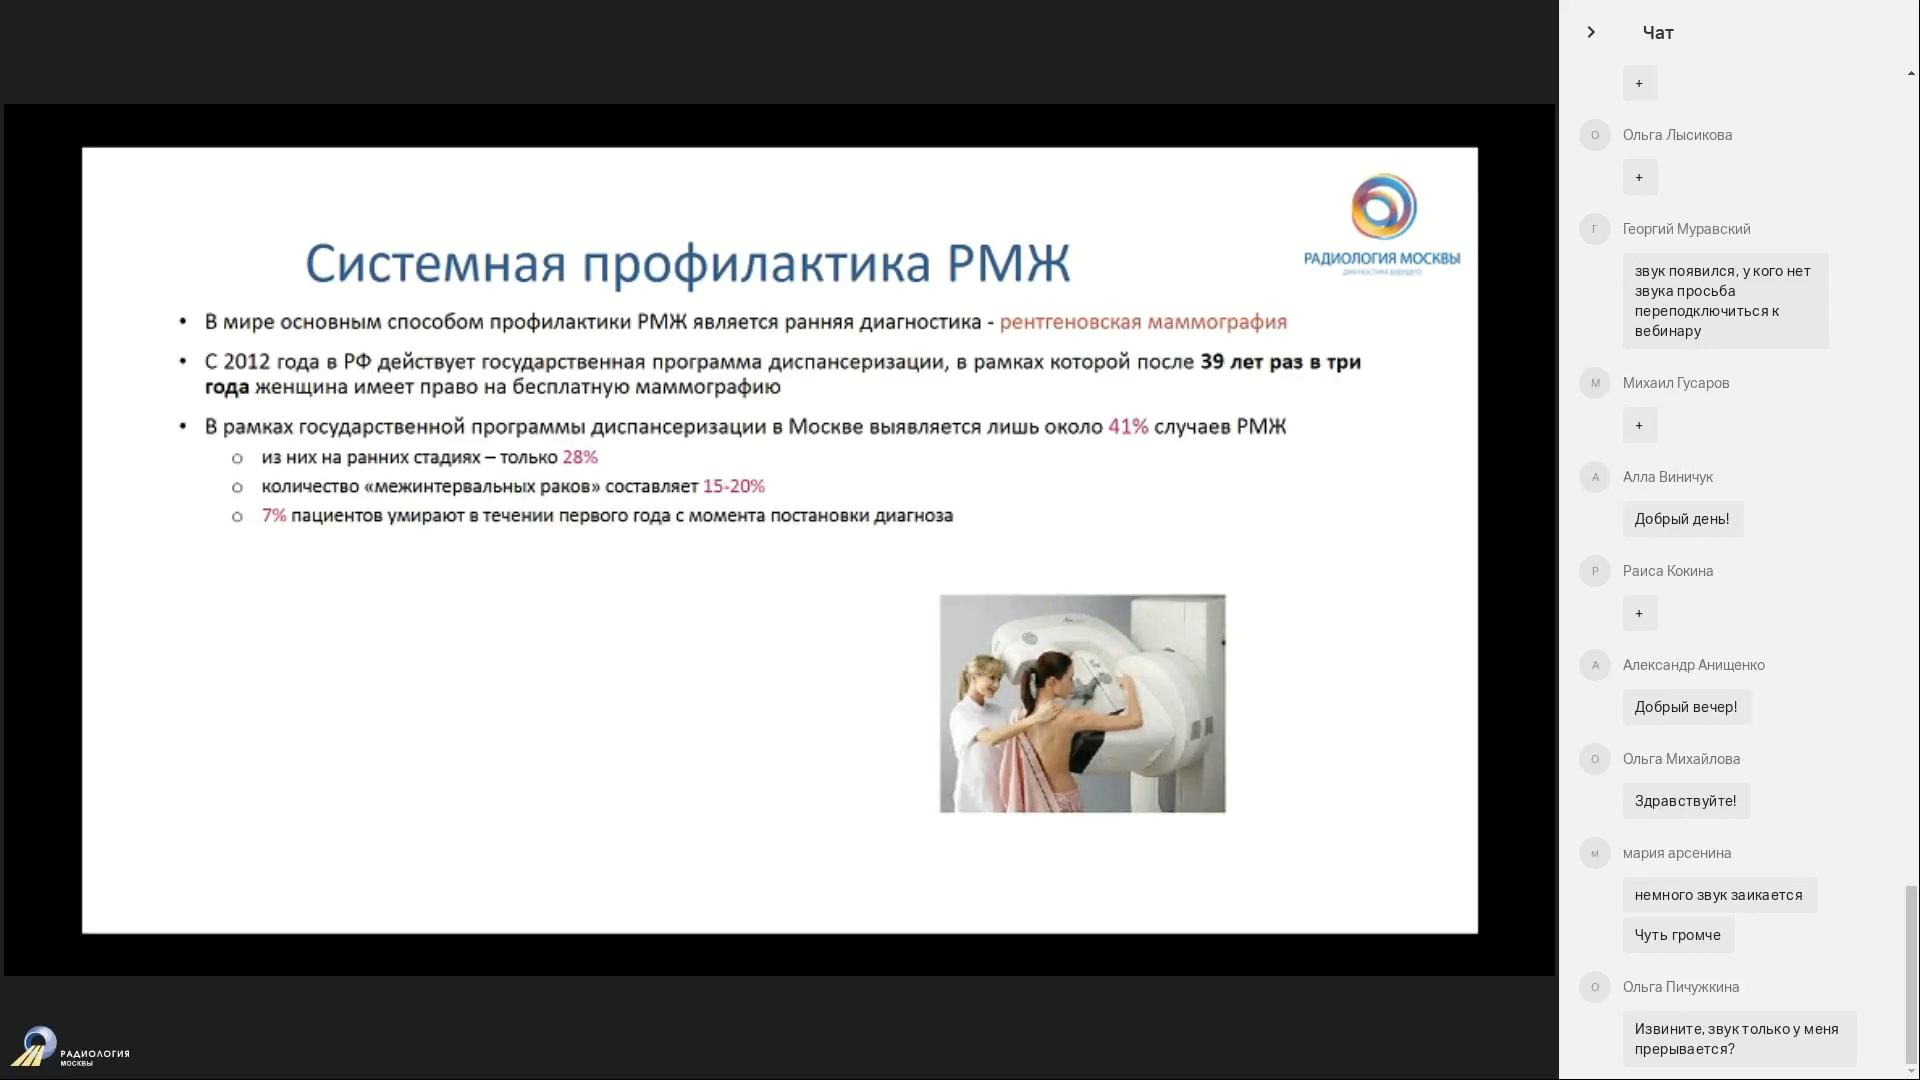 Системная профилактика РМЖ
РАДИОЛОГИЯ МОСКВЫ
ДИАГНОСТИКА БУДУЩЕГО
• В мире основным способом профилактики РМЖ является ранняя диагностика - рентгеновская маммография
• С 2012 года в РФ действует государственная программа диспансеризации, в рамках которой после 39 лет раз в три
года женщина имеет право на бесплатную маммографию
• В рамках государственной программы диспансеризации в Москве выявляется лишь около 41% случаев РМЖ
o из них на ранних стадиях – только 28%
o количество «межинтервальных раков» составляет 15-20%
o 7% пациентов умирают в течении первого года с момента постановки диагноза
РАДИОЛОГИЯ
МОСКВЫ
Чат
+
О Ольга Лысикова
+
Г Георгий Муравский
звук появился, у кого нет
звука просьба
переподключиться к
вебинару
М Михаил Гусаров
+
А Алла Виничук
Добрый день!
Р Раиса Кокина
+
А Александр Анищенко
Добрый вечер!
О Ольга Михайлова
Здравствуйте!
м мария арсенина
немного звук заикается
Чуть громче
О Ольга Пичужкина
Извините, звук только у меня
прерывается?